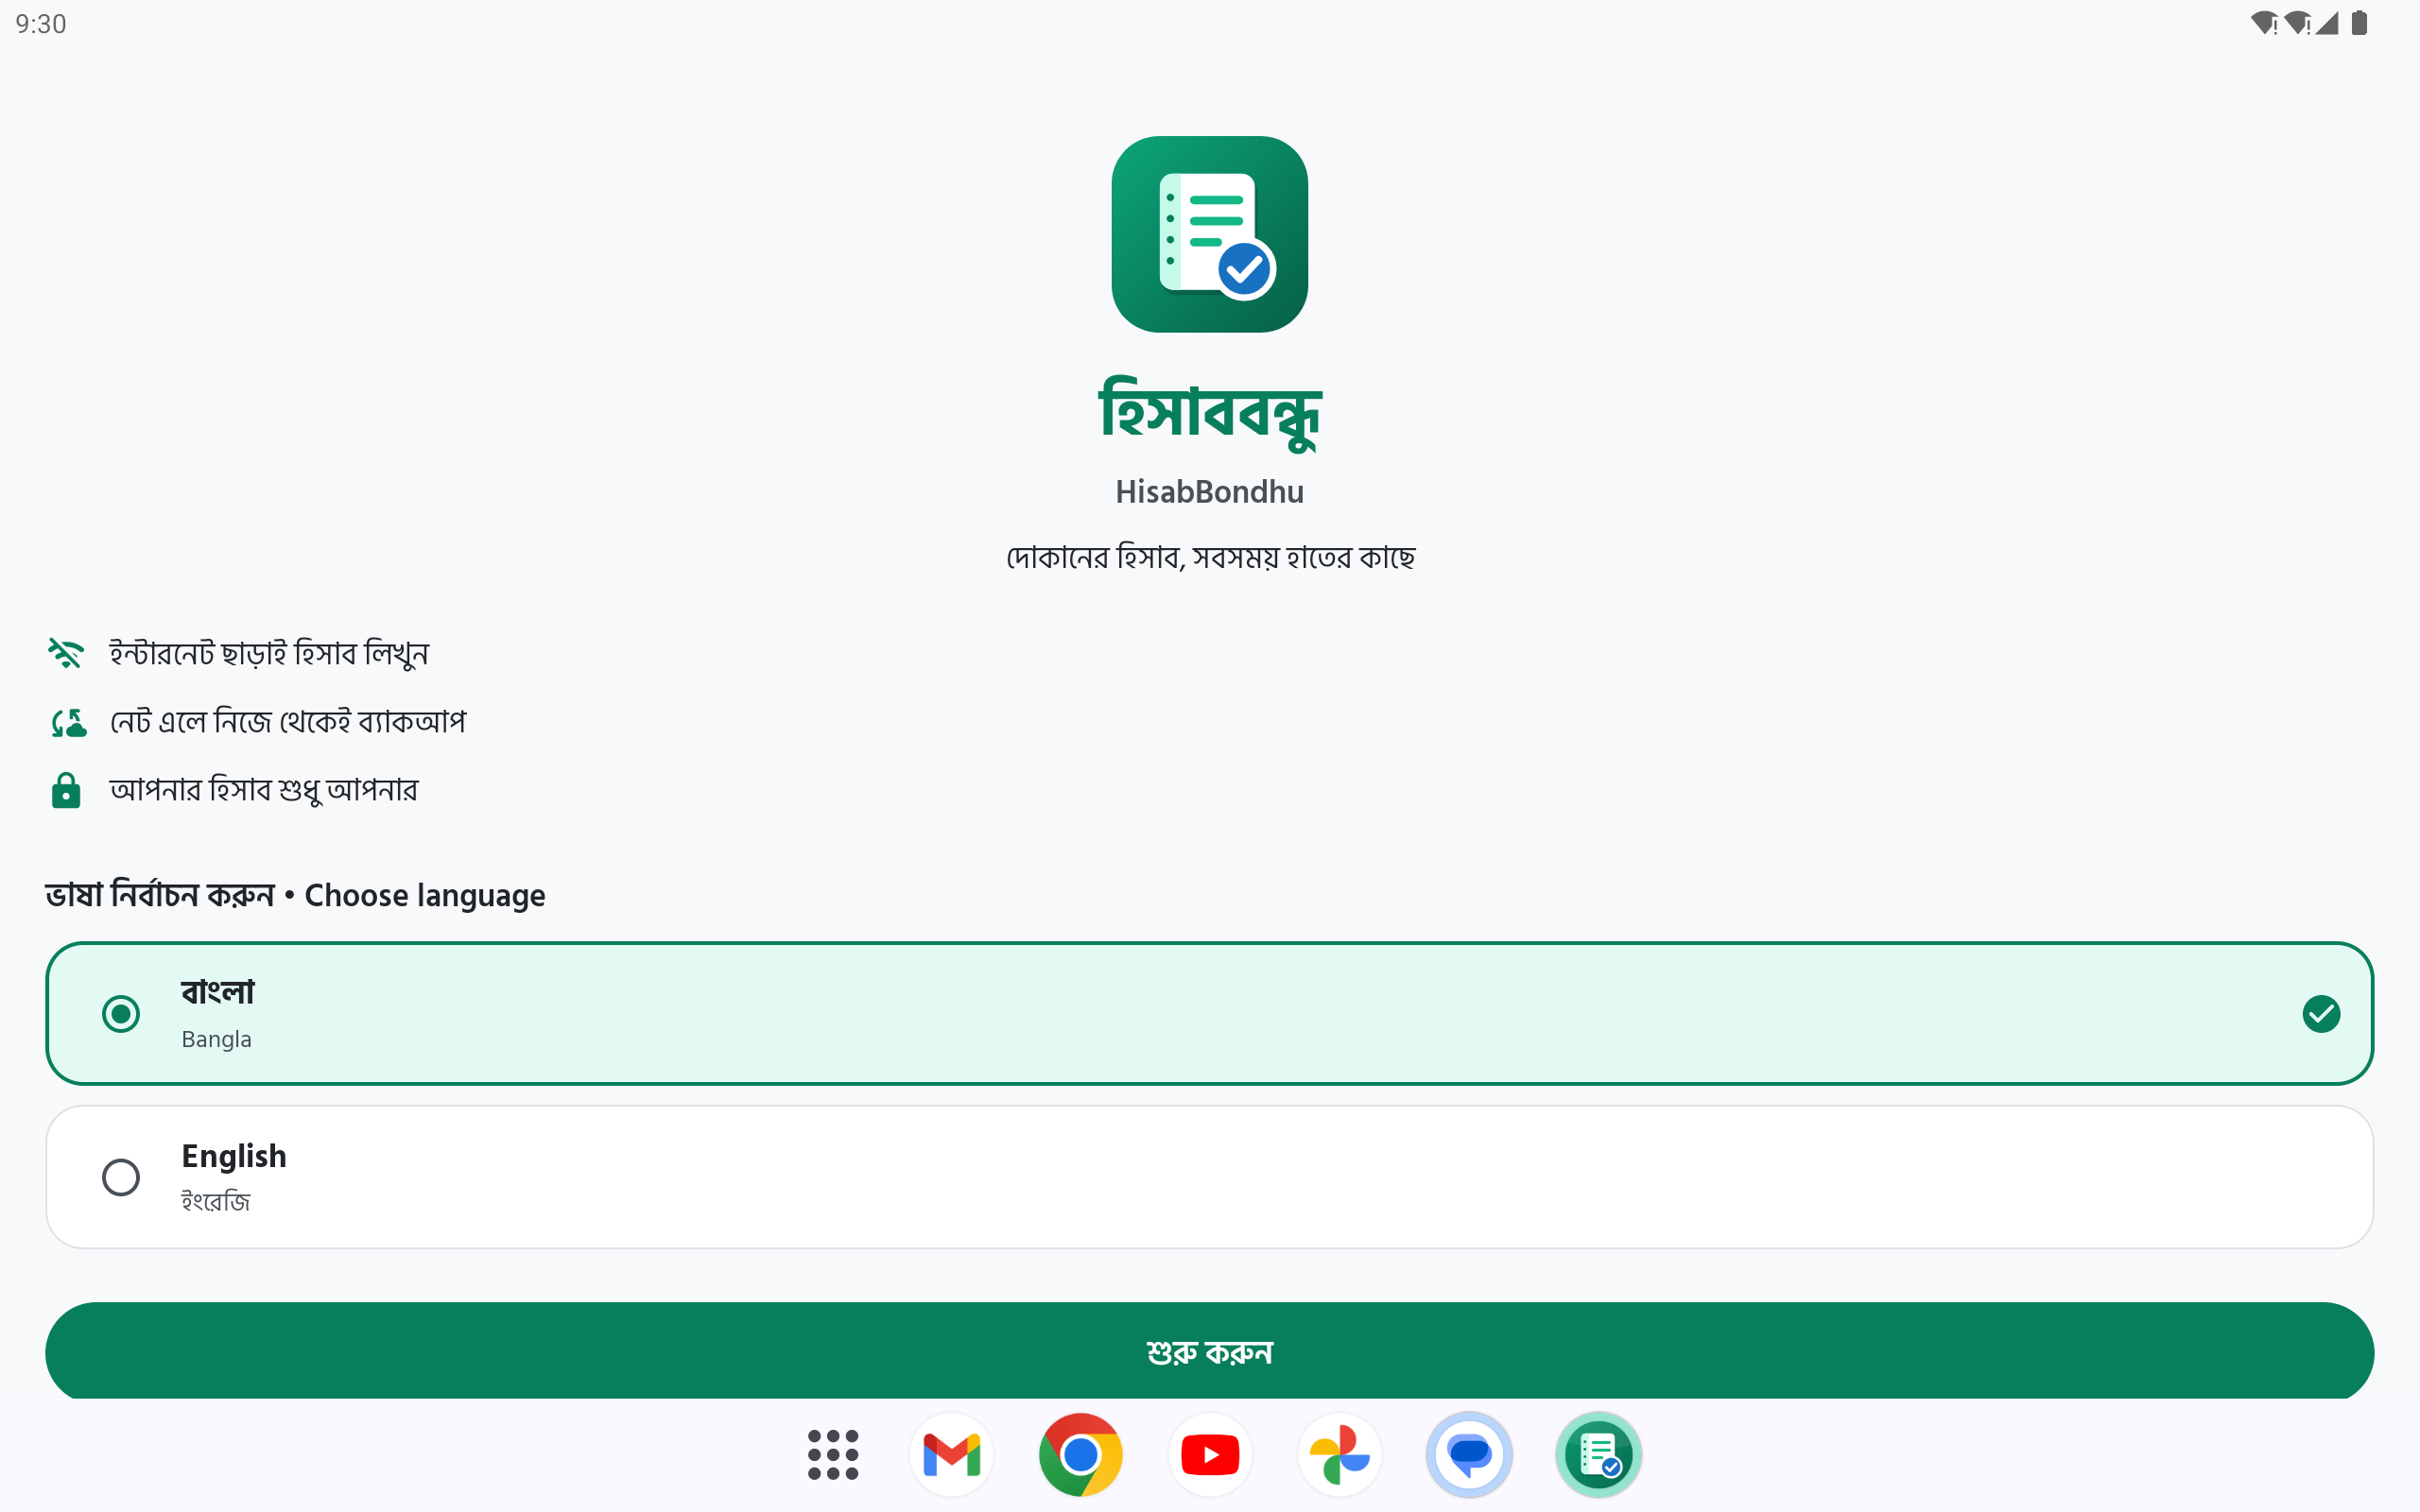 9:30
হিসাববন্ধু
HisabBondhu
দোকানের হিসাব, সবসময় হাতের কাছে
ইন্টারনেট ছাড়াই হিসাব লিখুন
নেট এলে নিজে থেকেই ব্যাকআপ
আপনার হিসাব শুধু আপনার
ভাষা নির্বাচন করুন • Choose language
বাংলা
Bangla
English
ইংরেজি
শুরু করুন